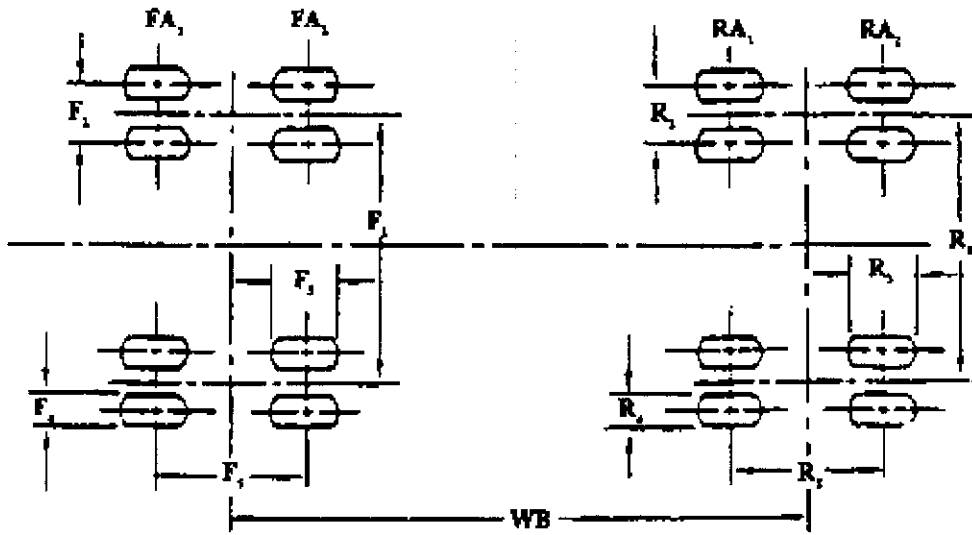 FA₁ FA₂ RA₁ RA₂
F₂ R₂
F₁ R₁
F₃ R₃
F₄ R₄
F₅ R₅
WB